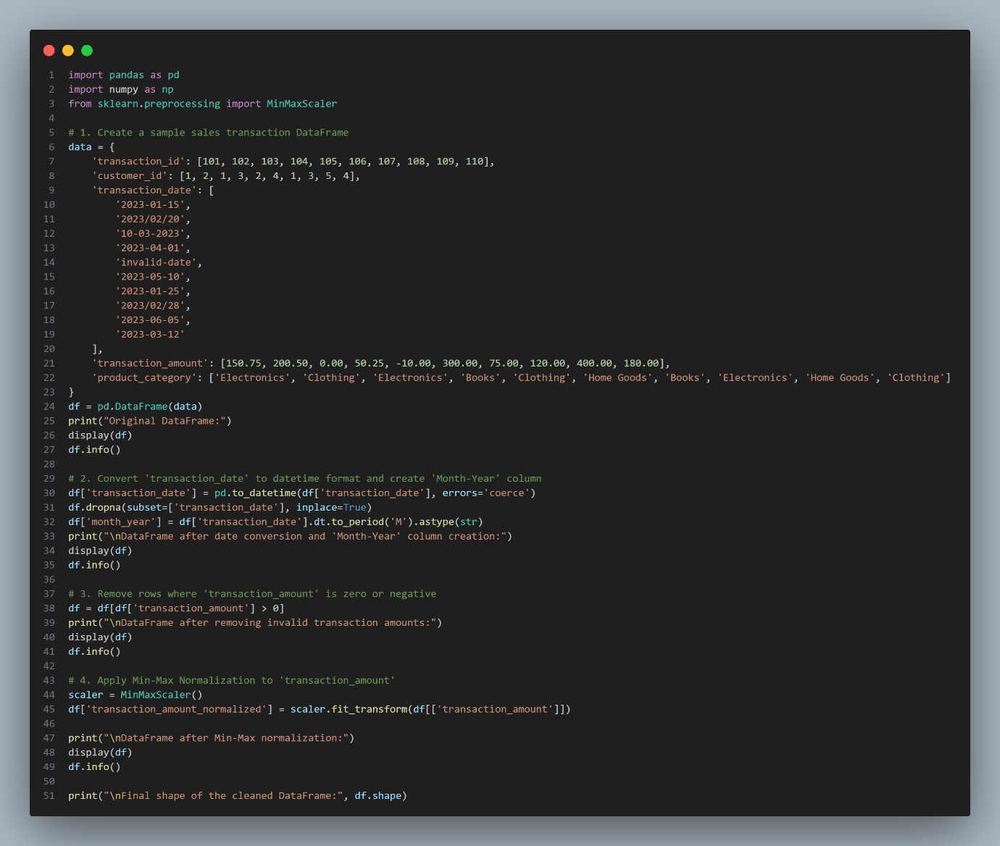 1 import pandas as pd
2 import numpy as np
3 from sklearn.preprocessing import MinMaxScaler
4
5 # 1. Create a sample sales transaction DataFrame
6 data = {
7     'transaction_id': [101, 102, 103, 104, 105, 106, 107, 108, 109, 110],
8     'customer_id': [1, 2, 1, 3, 2, 4, 1, 3, 5, 4],
9     'transaction_date': [
10         '2023-01-15',
11         '2023/02/20',
12         '10-03-2023',
13         '2023-04-01',
14         'invalid-date',
15         '2023-05-10',
16         '2023-01-25',
17         '2023/02/28',
18         '2023-06-05',
19         '2023-03-12'
20     ],
21     'transaction_amount': [150.75, 200.50, 0.00, 50.25, -10.00, 300.00, 75.00, 120.00, 400.00, 180.00],
22     'product_category': ['Electronics', 'Clothing', 'Electronics', 'Books', 'Clothing', 'Home Goods', 'Books', 'Electronics', 'Home Goods', 'Clothing']
23 }
24 df = pd.DataFrame(data)
25 print("Original DataFrame:")
26 display(df)
27 df.info()
28
29 # 2. Convert 'transaction_date' to datetime format and create 'Month-Year' column
30 df['transaction_date'] = pd.to_datetime(df['transaction_date'], errors='coerce')
31 df.dropna(subset=['transaction_date'], inplace=True)
32 df['month_year'] = df['transaction_date'].dt.to_period('M').astype(str)
33 print("\nDataFrame after date conversion and 'Month-Year' column creation:")
34 display(df)
35 df.info()
36
37 # 3. Remove rows where 'transaction_amount' is zero or negative
38 df = df[df['transaction_amount'] > 0]
39 print("\nDataFrame after removing invalid transaction amounts:")
40 display(df)
41 df.info()
42
43 # 4. Apply Min-Max Normalization to 'transaction_amount'
44 scaler = MinMaxScaler()
45 df['transaction_amount_normalized'] = scaler.fit_transform(df[['transaction_amount']])
46
47 print("\nDataFrame after Min-Max normalization:")
48 display(df)
49 df.info()
50
51 print("\nFinal shape of the cleaned DataFrame:", df.shape)